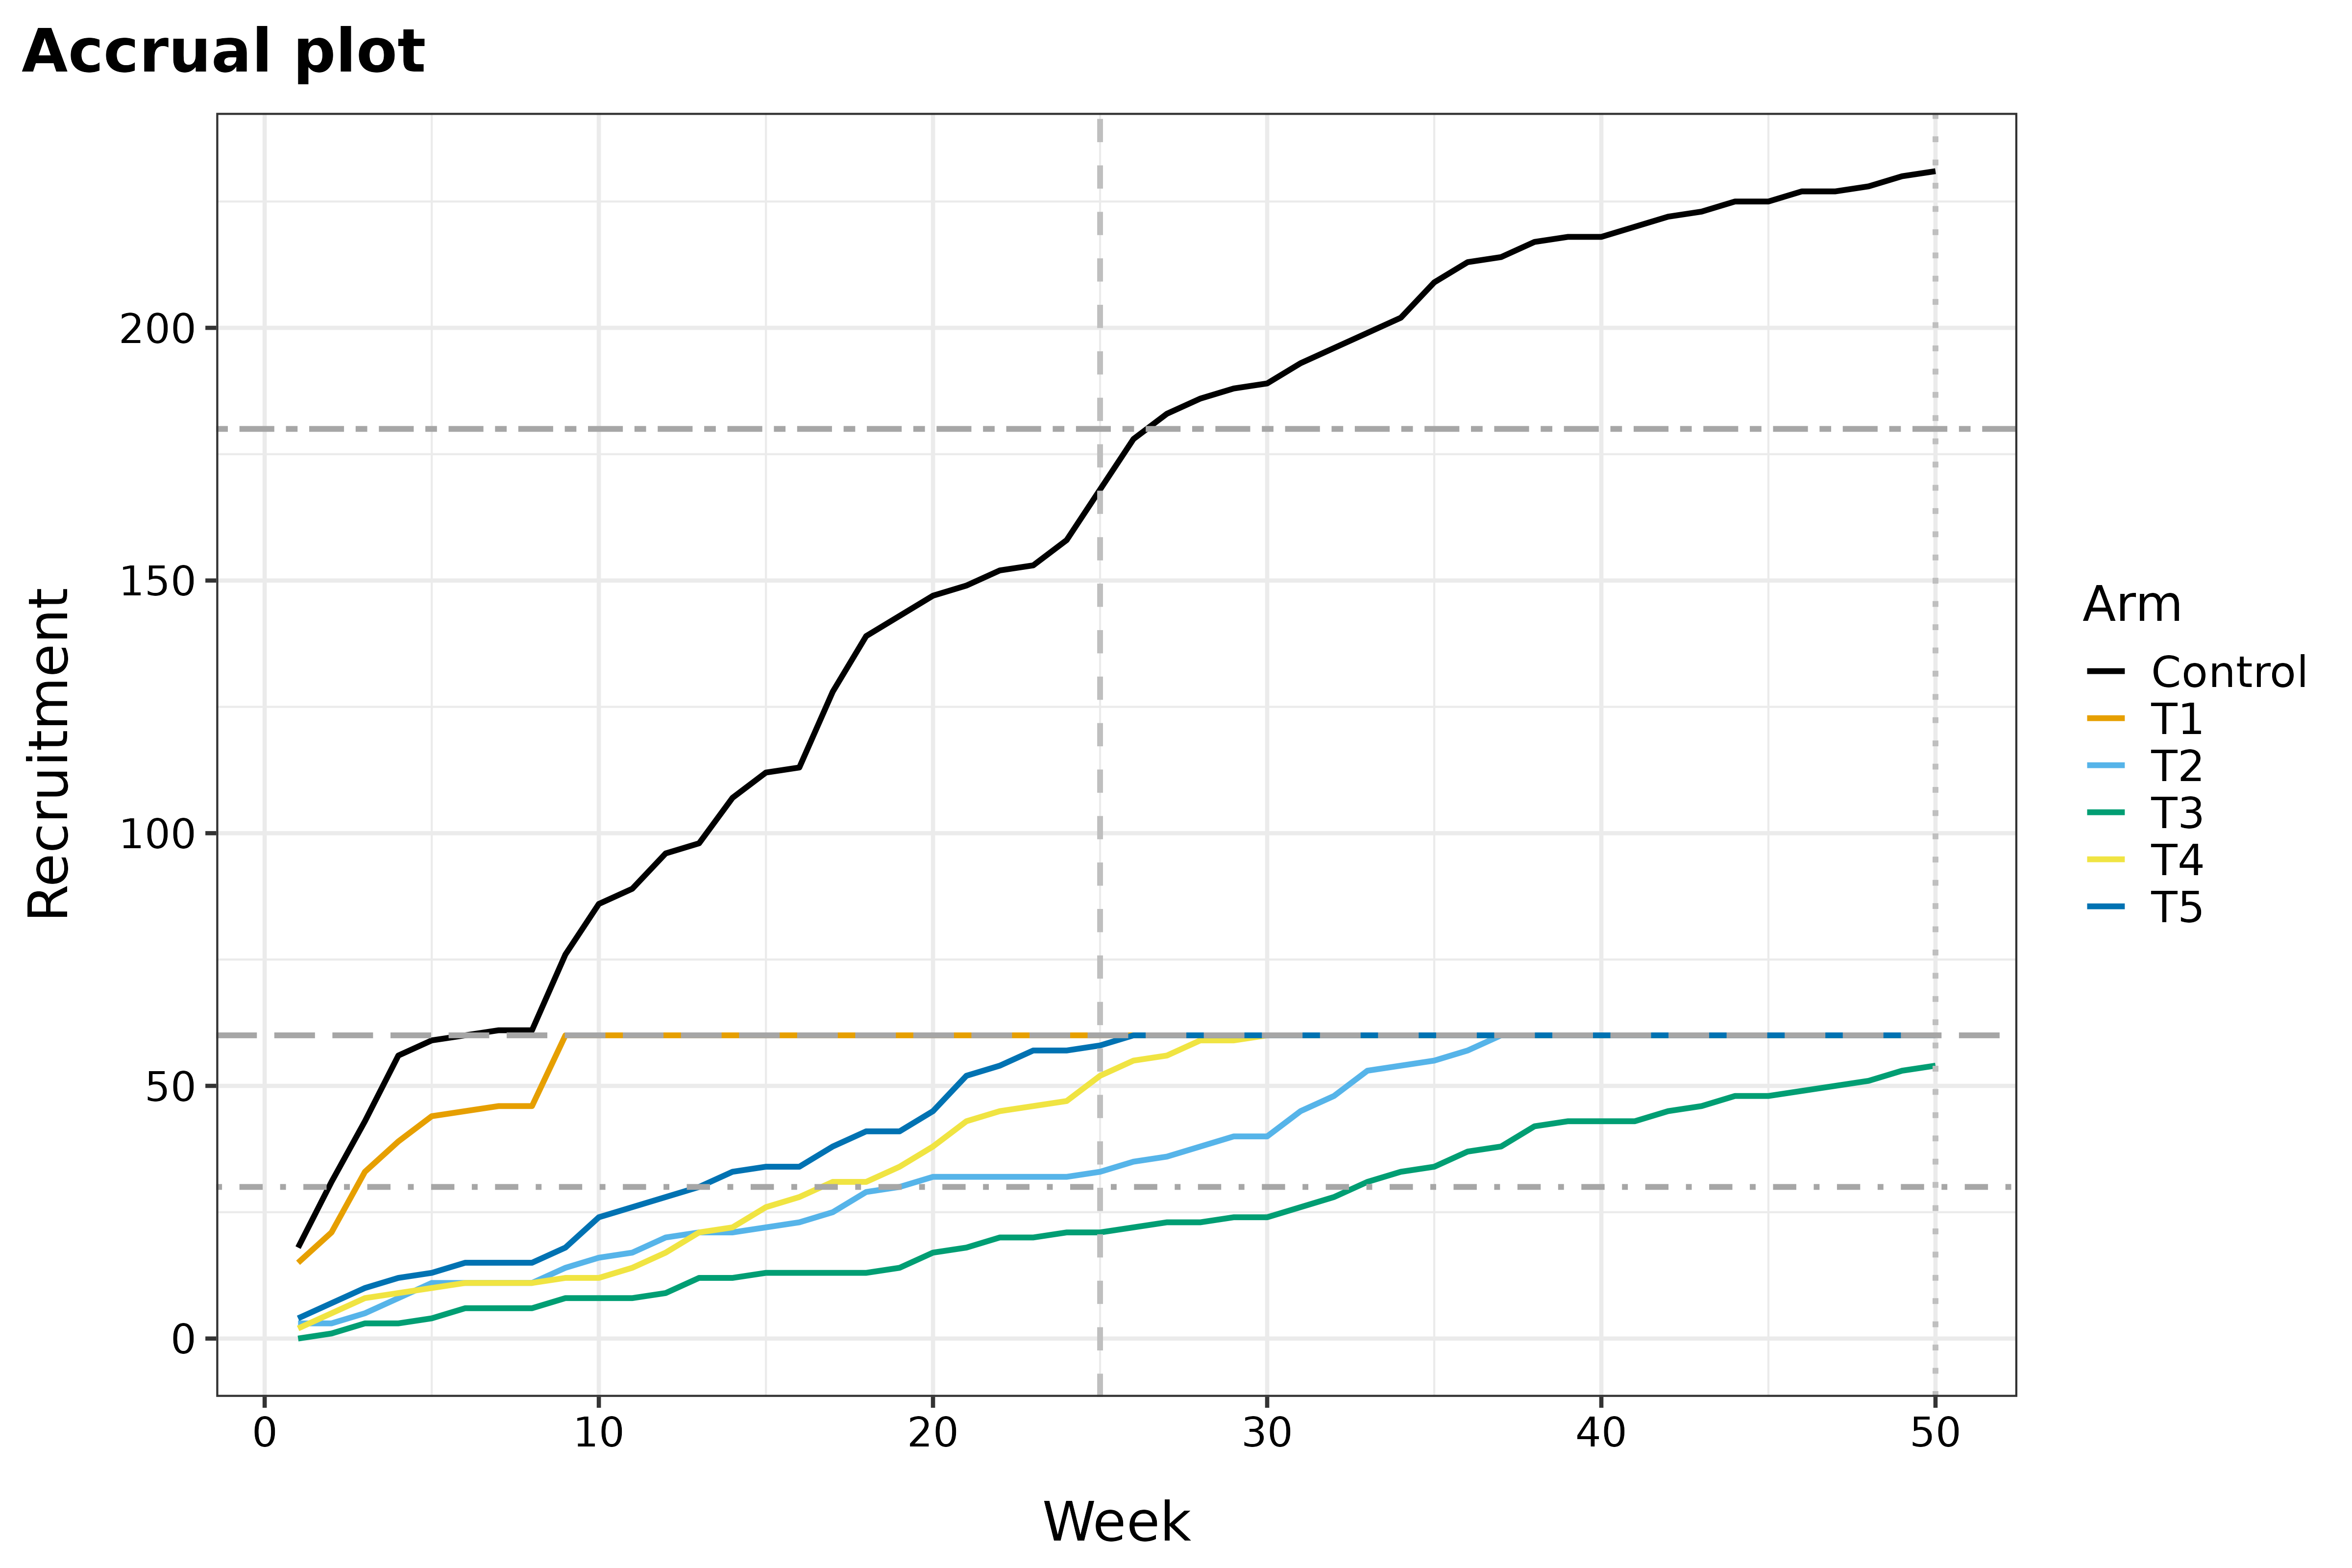 Accrual plot
Recruitment
200
150
100
50
0
0 10 20 30 40 50
Week
Arm
Control
T1
T2
T3
T4
T5